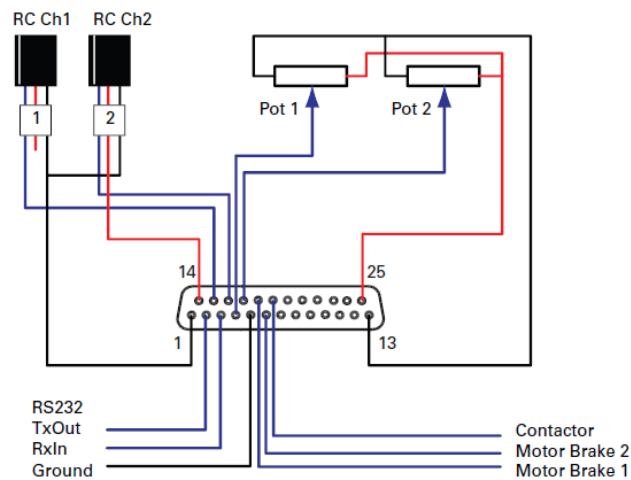 RC Ch1 RC Ch2
1 2
Pot 1 Pot 2
14 25
1 13
RS232
TxOut
RxIn
Ground
Contactor
Motor Brake 2
Motor Brake 1